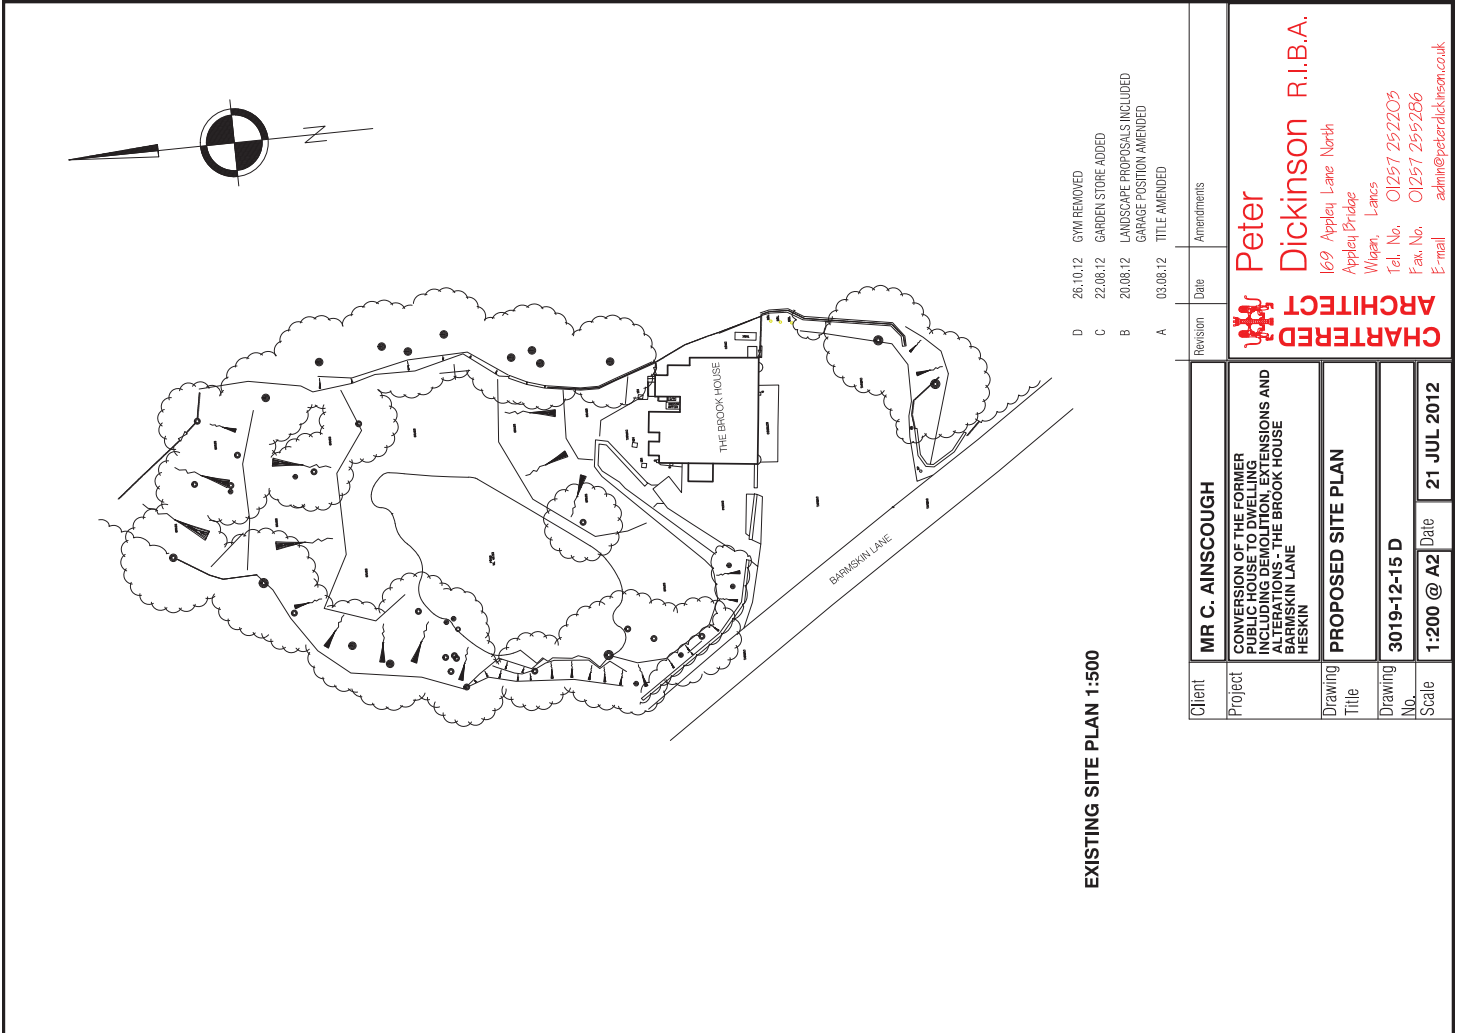 N
THE BROOK HOUSE
BARMSKIN LANE
EXISTING SITE PLAN 1:500
D 26.10.12 GYM REMOVED
C 22.08.12 GARDEN STORE ADDED
B 20.08.12 LANDSCAPE PROPOSALS INCLUDED
GARAGE POSITION AMENDED
A 03.08.12 TITLE AMENDED
Revision Date Amendments
CHARTERED
ARCHITECT
Peter
Dickinson R.I.B.A.
169 Appley Lane North
Appley Bridge
Wigan, Lancs
Tel. No. 01257 252203
Fax. No. 01257 255286
E-mail admin@peterdickinson.co.uk
Client MR C. AINSCOUGH
Project CONVERSION OF THE FORMER
PUBLIC HOUSE TO DWELLING
INCLUDING DEMOLITION, EXTENSIONS AND
ALTERATIONS - THE BROOK HOUSE
BARMSKIN LANE
HESKIN
Drawing Title PROPOSED SITE PLAN
Drawing No. 3019-12-15 D
Scale 1:200 @ A2 Date 21 JUL 2012